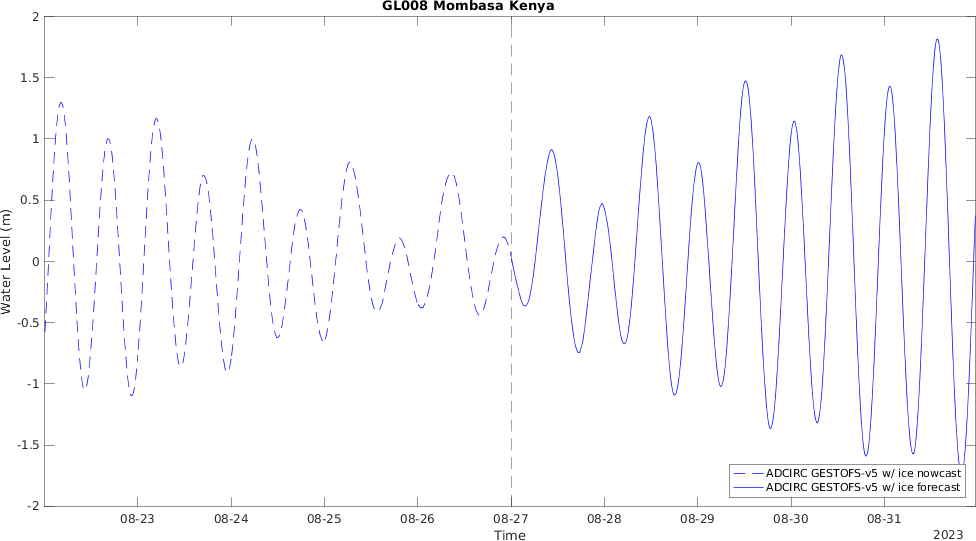 GL008 Mombasa Kenya
2
1.5
1
0.5
0
-0.5
-1
-1.5
-2
Water Level (m)
ADCIRC GESTOFS-v5 w/ ice nowcast
ADCIRC GESTOFS-v5 w/ ice forecast
08-23 08-24 08-25 08-26 08-27 08-28 08-29 08-30 08-31
Time
2023